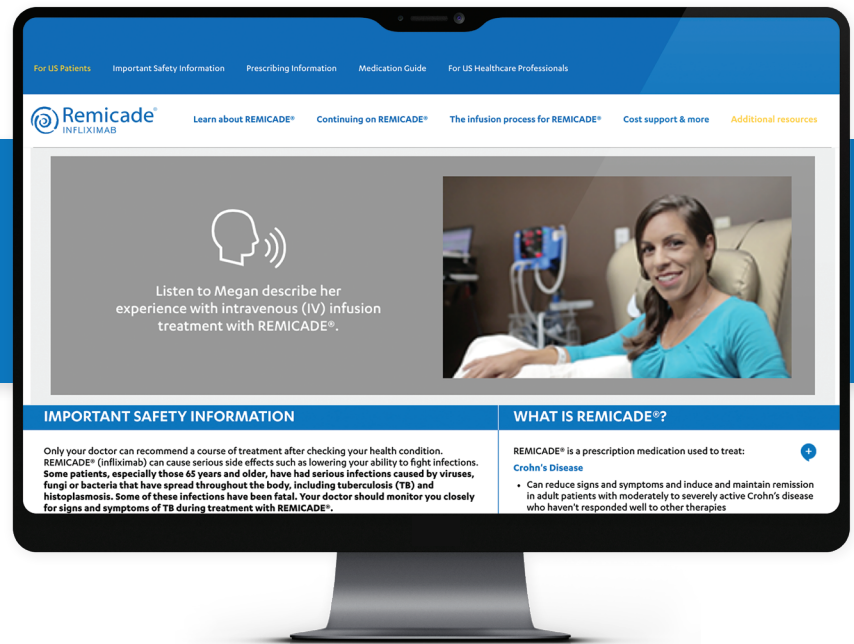 For US Patients Important Safety Information Prescribing Information Medication Guide For US Healthcare Professionals
Remicade®
INFLIXIMAB
Learn about REMICADE® Continuing on REMICADE® The infusion process for REMICADE® Cost support & more Additional resources
Listen to Megan describe her
experience with intravenous (IV) infusion
treatment with REMICADE®.
IMPORTANT SAFETY INFORMATION
Only your doctor can recommend a course of treatment after checking your health condition.
REMICADE® (infliximab) can cause serious side effects such as lowering your ability to fight infections.
Some patients, especially those 65 years and older, have had serious infections caused by viruses,
fungi or bacteria that have spread throughout the body, including tuberculosis (TB) and
histoplasmosis. Some of these infections have been fatal. Your doctor should monitor you closely
for signs and symptoms of TB during treatment with REMICADE®.
WHAT IS REMICADE®?
REMICADE® is a prescription medication used to treat:
Crohn's Disease
• Can reduce signs and symptoms and induce and maintain remission
in adult patients with moderately to severely active Crohn's disease
who haven't responded well to other therapies